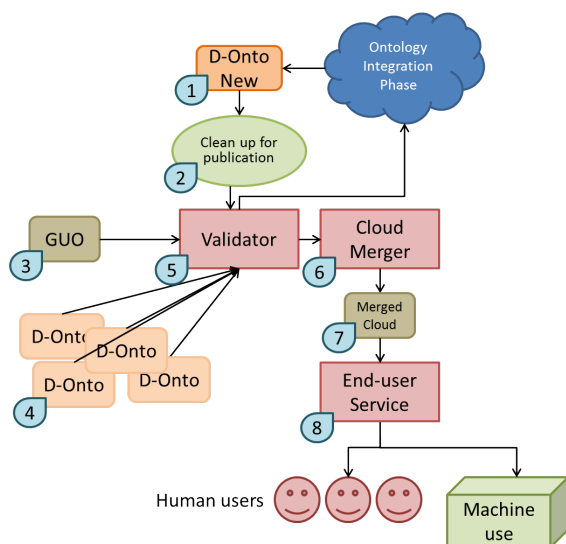 Ontology
Integration
Phase
D-Onto
New
1
Clean up for
publication
2
GUO
3
Validator
5
Cloud
Merger
6
Merged
Cloud
7
D-Onto
D-Onto
D-Onto
D-Onto
4
End-user
Service
8
Human users
Machine
use